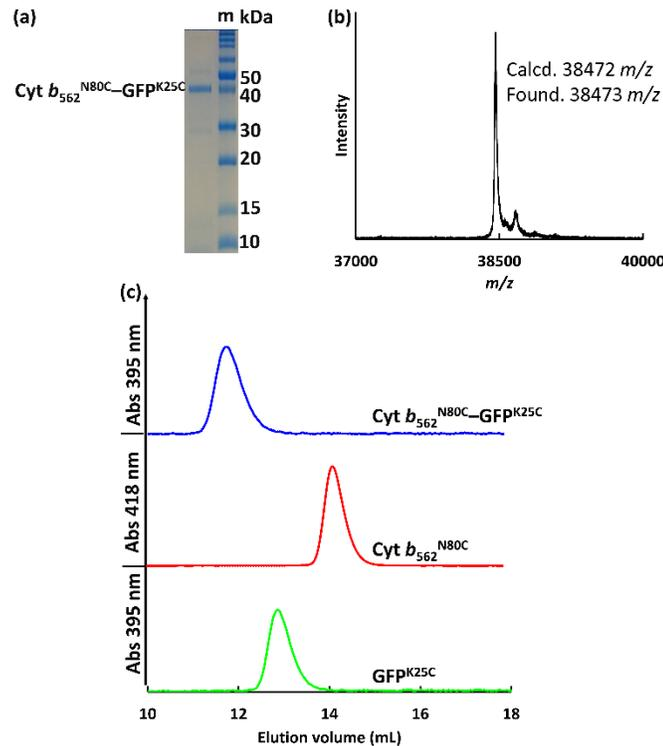 (a)
m kDa
Cyt b₅₆₂ᴺ⁸⁰ᶜ–GFPᴷ²⁵ᶜ
50
40
30
20
15
10
(b)
Intensity
Calcd. 38472 m/z
Found. 38473 m/z
37000 38500 40000
m/z
(c)
Abs 395 nm
Cyt b₅₆₂ᴺ⁸⁰ᶜ–GFPᴷ²⁵ᶜ
Abs 418 nm
Cyt b₅₆₂ᴺ⁸⁰ᶜ
Abs 395 nm
GFPᴷ²⁵ᶜ
10 12 14 16 18
Elution volume (mL)